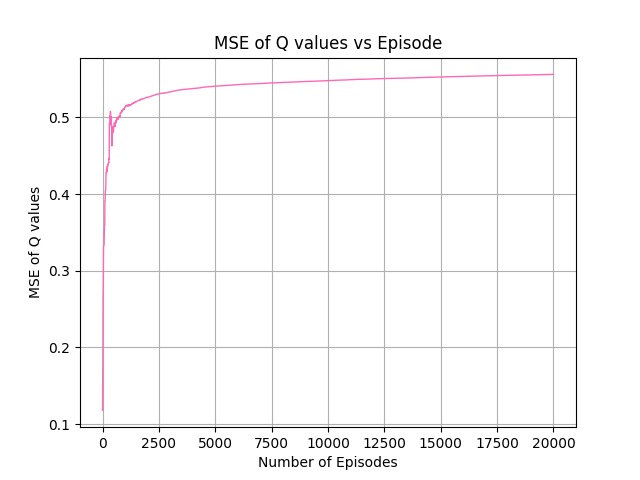 MSE of Q values vs Episode
MSE of Q values
0.5
0.4
0.3
0.2
0.1
0 2500 5000 7500 10000 12500 15000 17500 20000
Number of Episodes